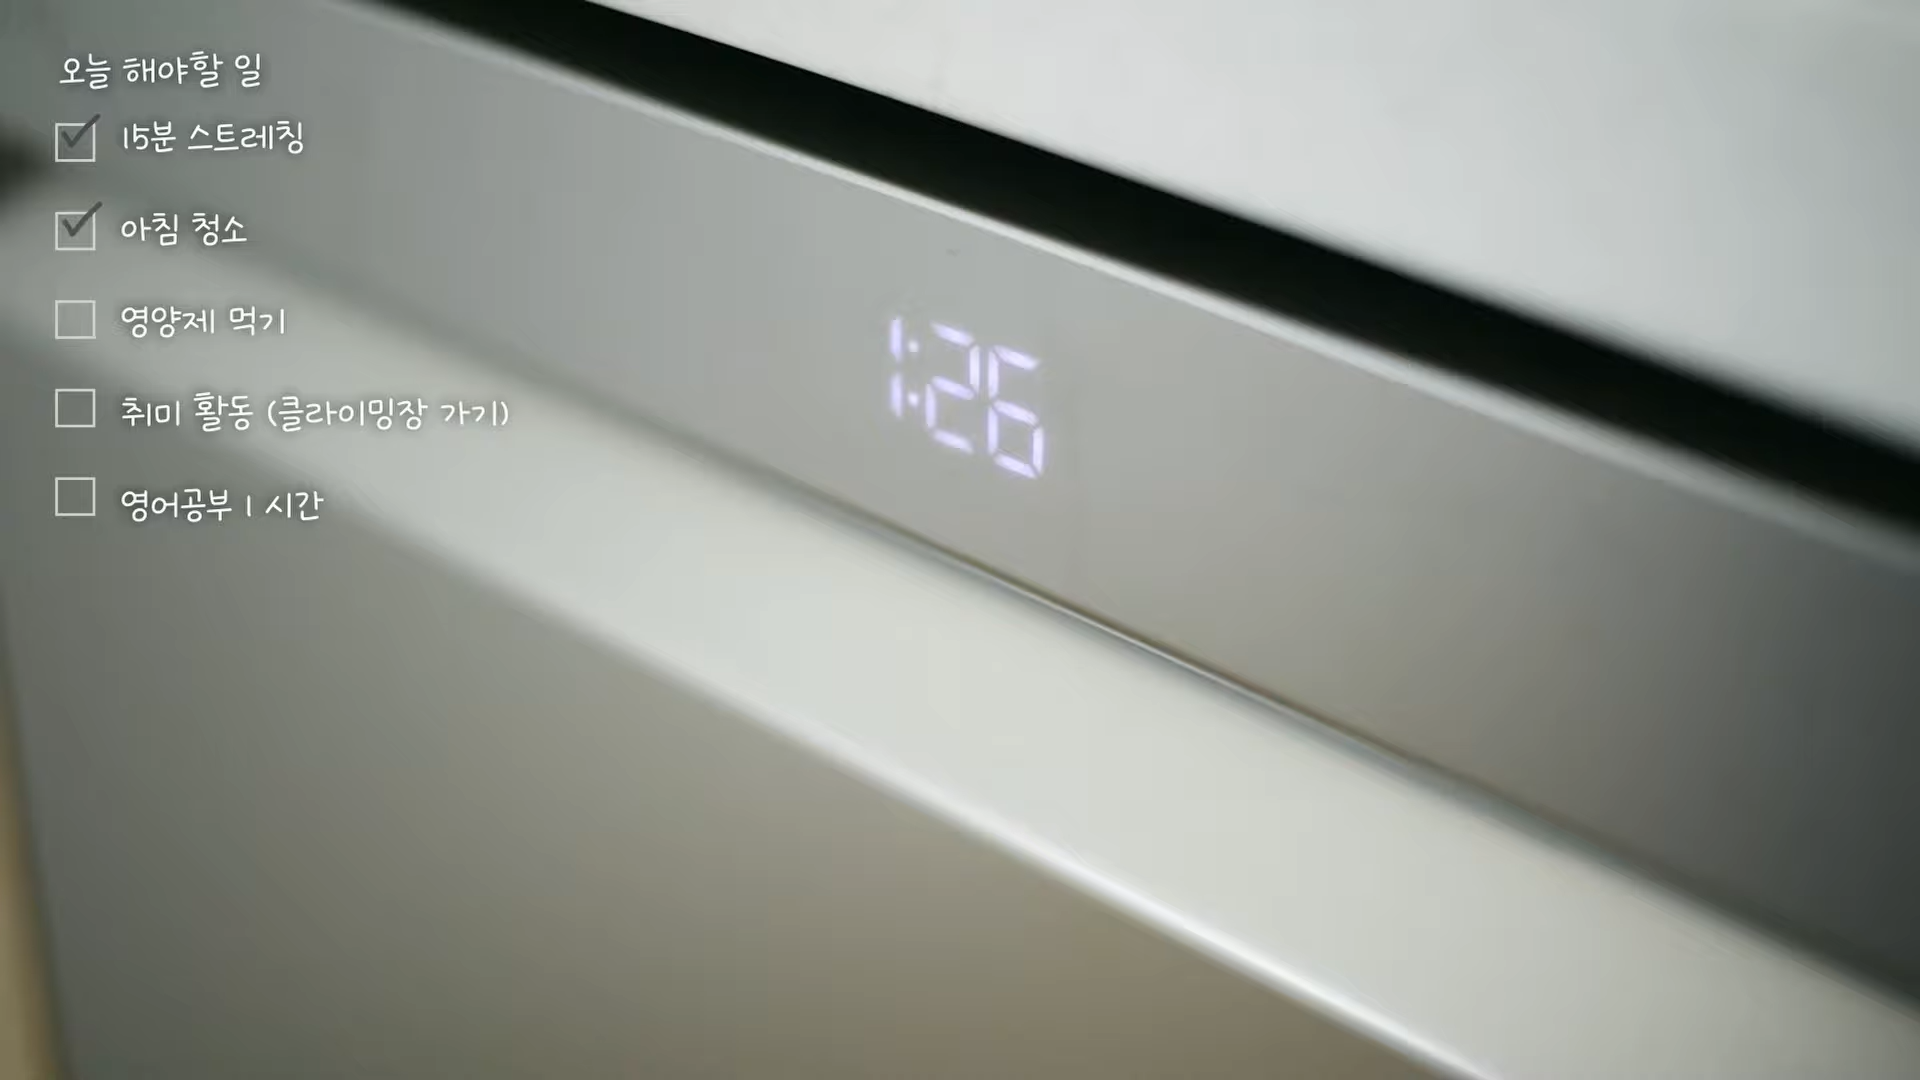 오늘 해야할 일
15분 스트레칭
아침 청소
영양제 먹기
취미 활동 (클라이밍장 가기)
영어공부 1 시간
1:26